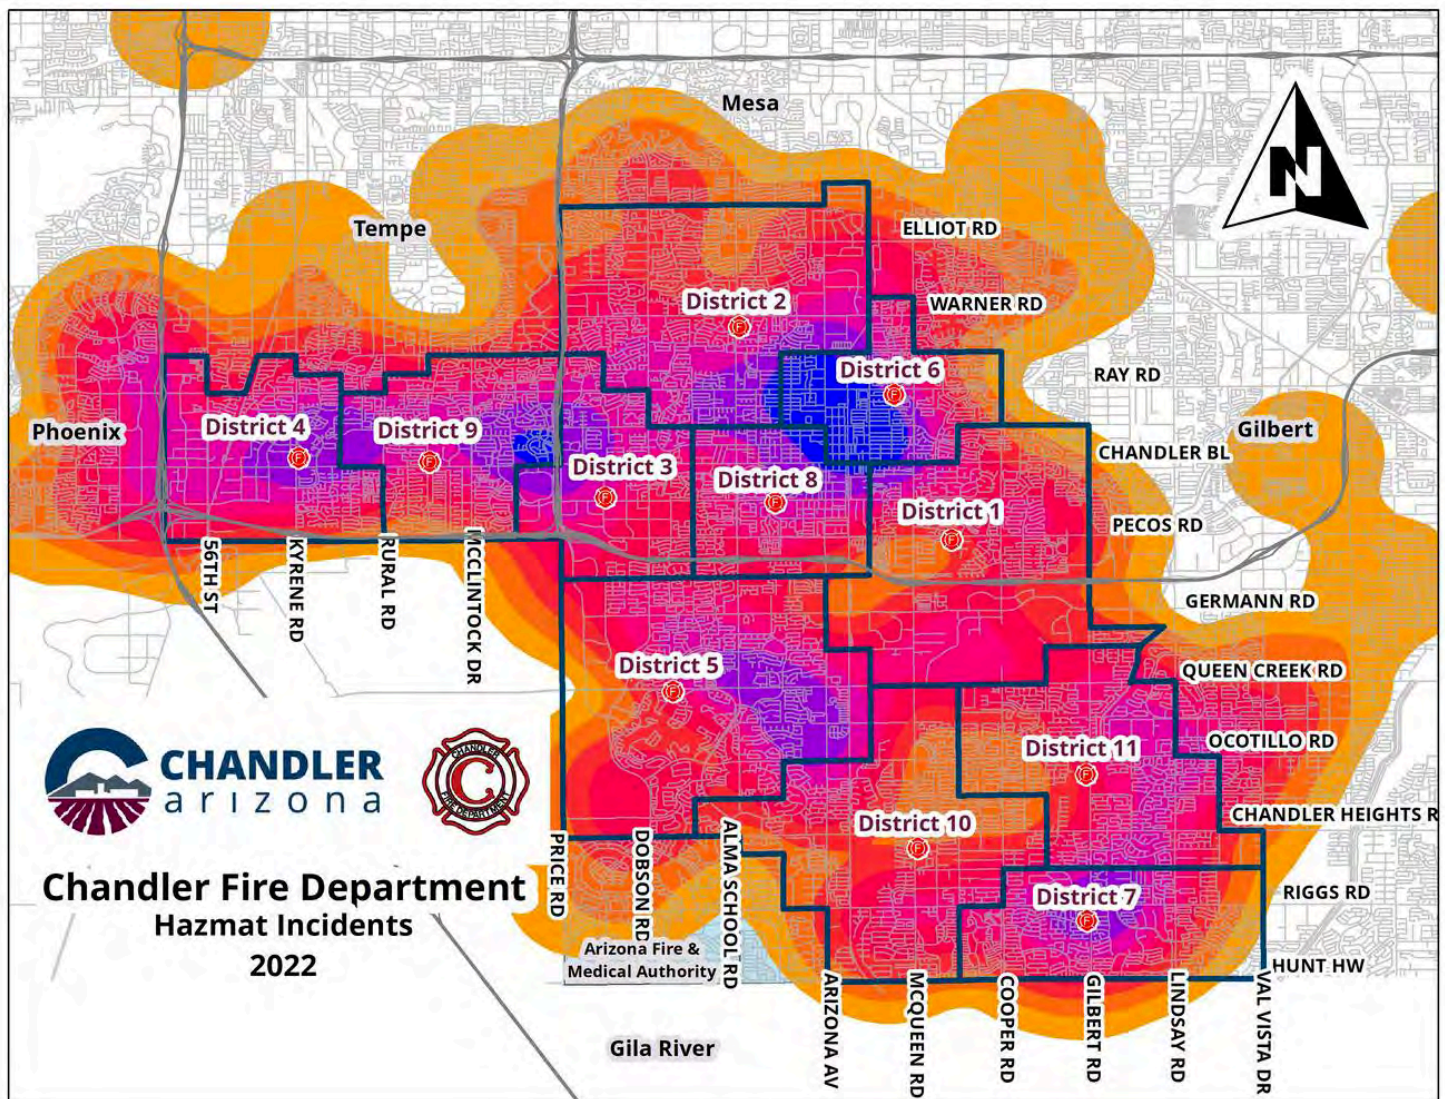 Mesa
N
Tempe
ELLIOT RD
District 2
WARNER RD
District 6
RAY RD
Phoenix
District 4
District 9
Gilbert
CHANDLER BL
District 3
District 8
District 1
PECOS RD
56TH ST
KYRENE RD
RURAL RD
MCCLINTOCK DR
GERMANN RD
District 5
QUEEN CREEK RD
OCOTILLO RD
District 11
CHANDLER
arizona
CHANDLER
C
FIRE DEPARTMENT
CHANDLER HEIGHTS R
District 10
PRICE RD
DOBSON RD
ALMA SCHOOL RD
Chandler Fire Department
Hazmat Incidents
2022
District 7
RIGGS RD
Arizona Fire &
Medical Authority
HUNT HW
ARIZONA AV
MCQUEEN RD
COOPER RD
GILBERT RD
LINDSAY RD
VAL VISTA DR
Gila River